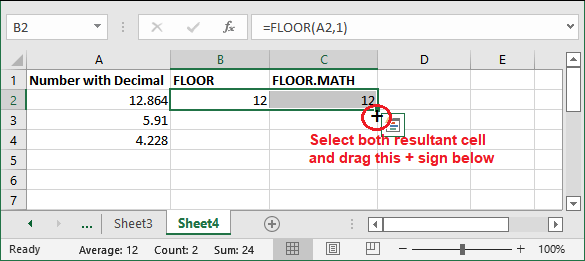 B2 fx =FLOOR(A2,1)
A B C D E
1 Number with Decimal FLOOR FLOOR.MATH
2 12.864 12 12
3 5.91
4 4.228
5
6
7
Select both resultant cell
and drag this + sign below
... Sheet3 Sheet4
Ready Average: 12 Count: 2 Sum: 24 100%